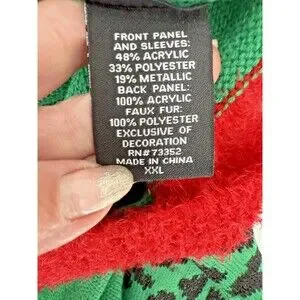 FRONT PANEL
AND SLEEVES:
48% ACRYLIC
33% POLYESTER
19% METALLIC
BACK PANEL:
100% ACRYLIC
FAUX FUR:
100% POLYESTER
EXCLUSIVE OF
DECORATION
RN# 73352
MADE IN CHINA
XXL